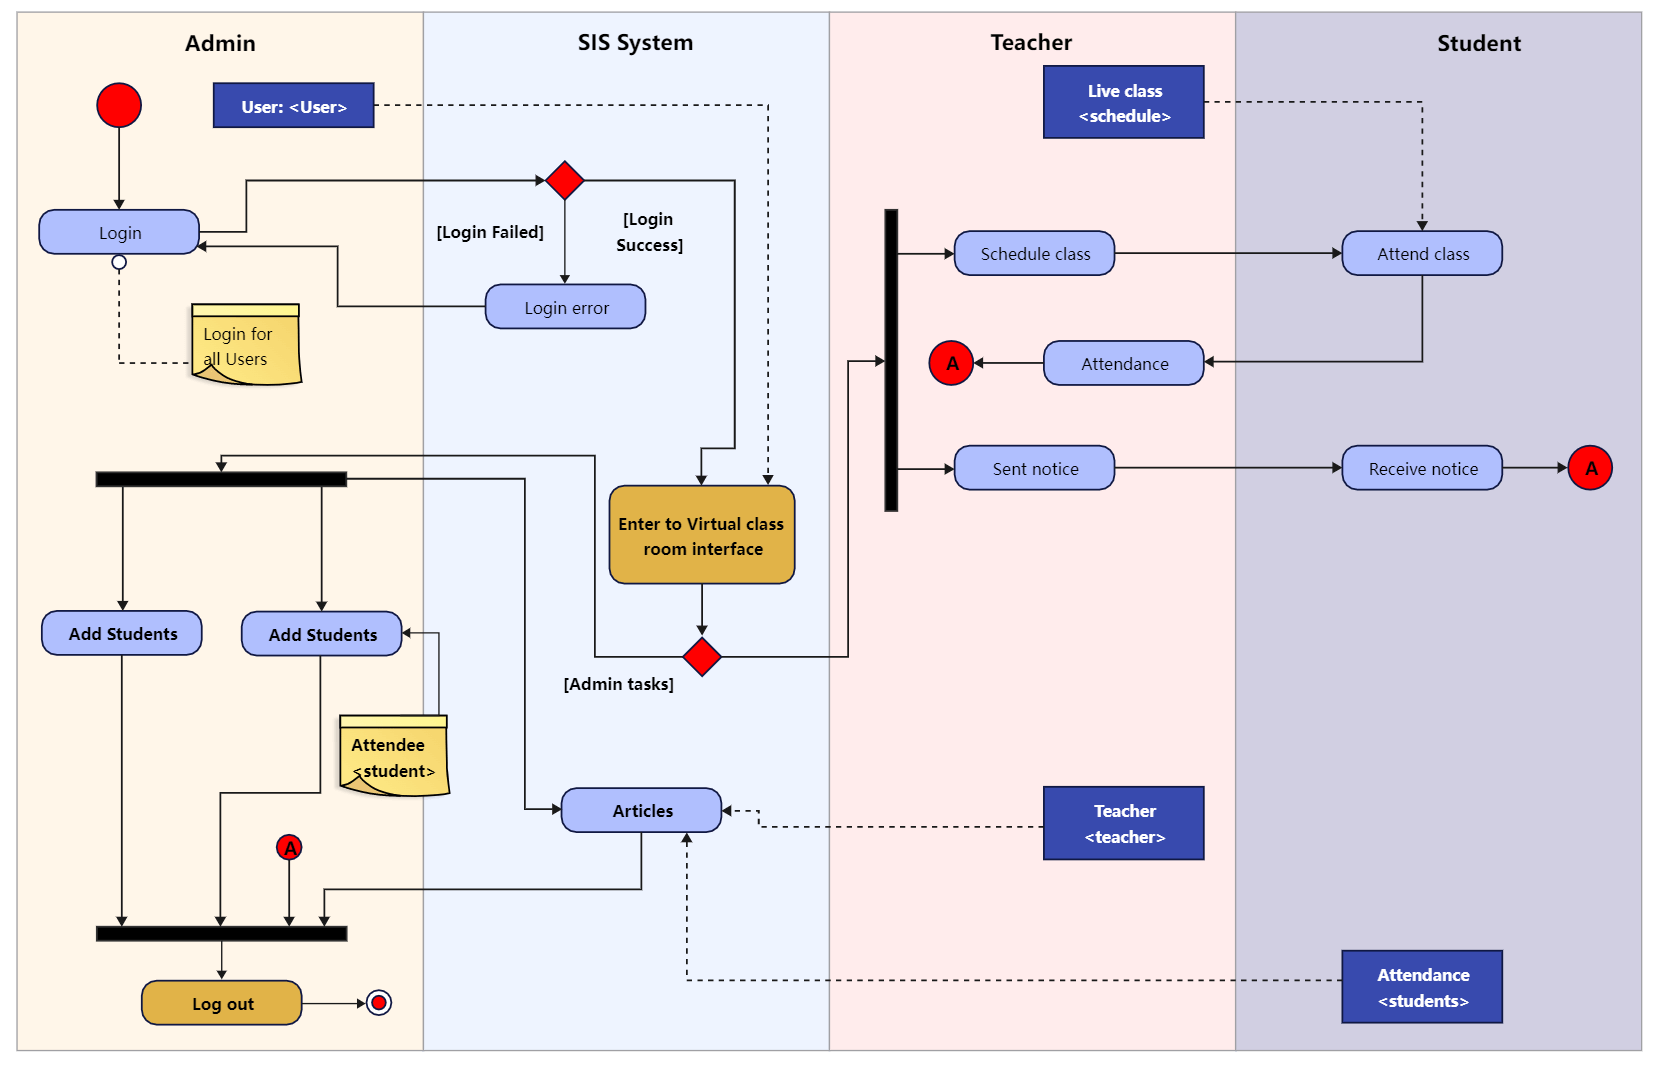 Admin
SIS System
Teacher
Student
User: <User>
Live class
<schedule>
Login
[Login Failed]
[Login
Success]
Schedule class
Attend class
Login error
Login for
all Users
A
Attendance
Sent notice
Receive notice
A
Enter to Virtual class
room interface
Add Students
Add Students
[Admin tasks]
Attendee
<student>
Articles
Teacher
<teacher>
A
Attendance
<students>
Log out